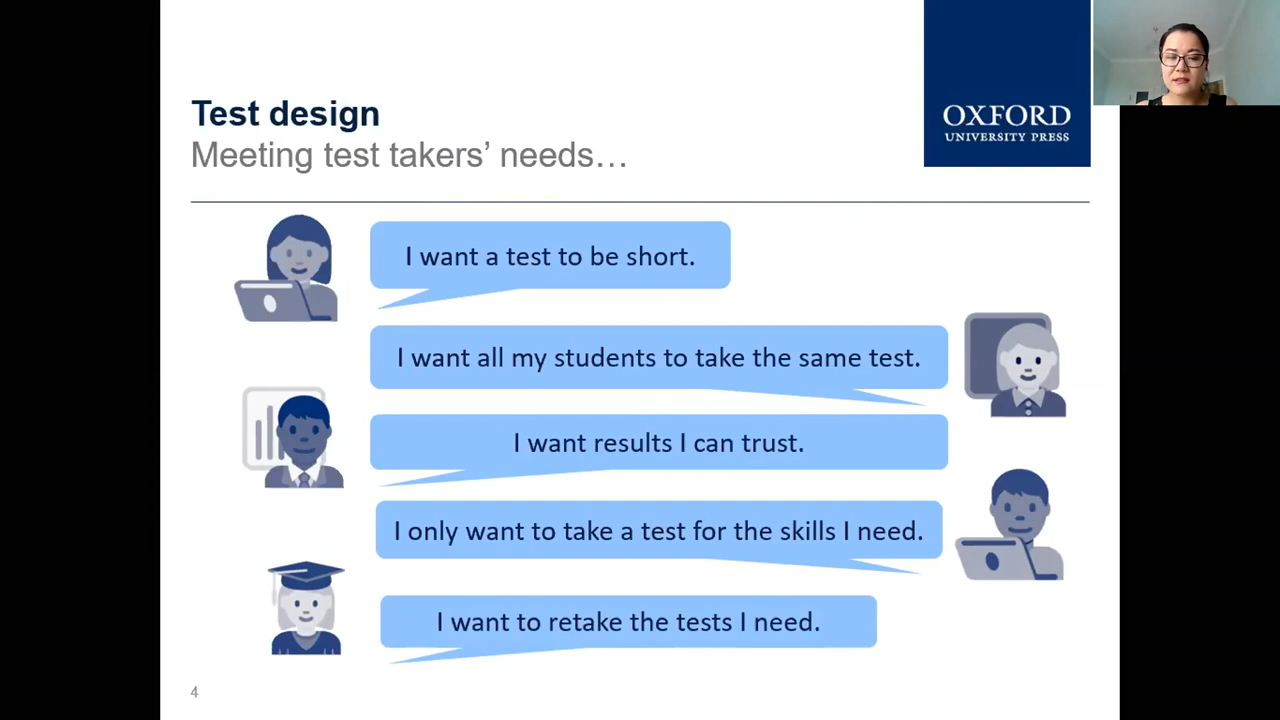 Test design
Meeting test takers’ needs…
OXFORD
UNIVERSITY PRESS
I want a test to be short.
I want all my students to take the same test.
I want results I can trust.
I only want to take a test for the skills I need.
I want to retake the tests I need.
4